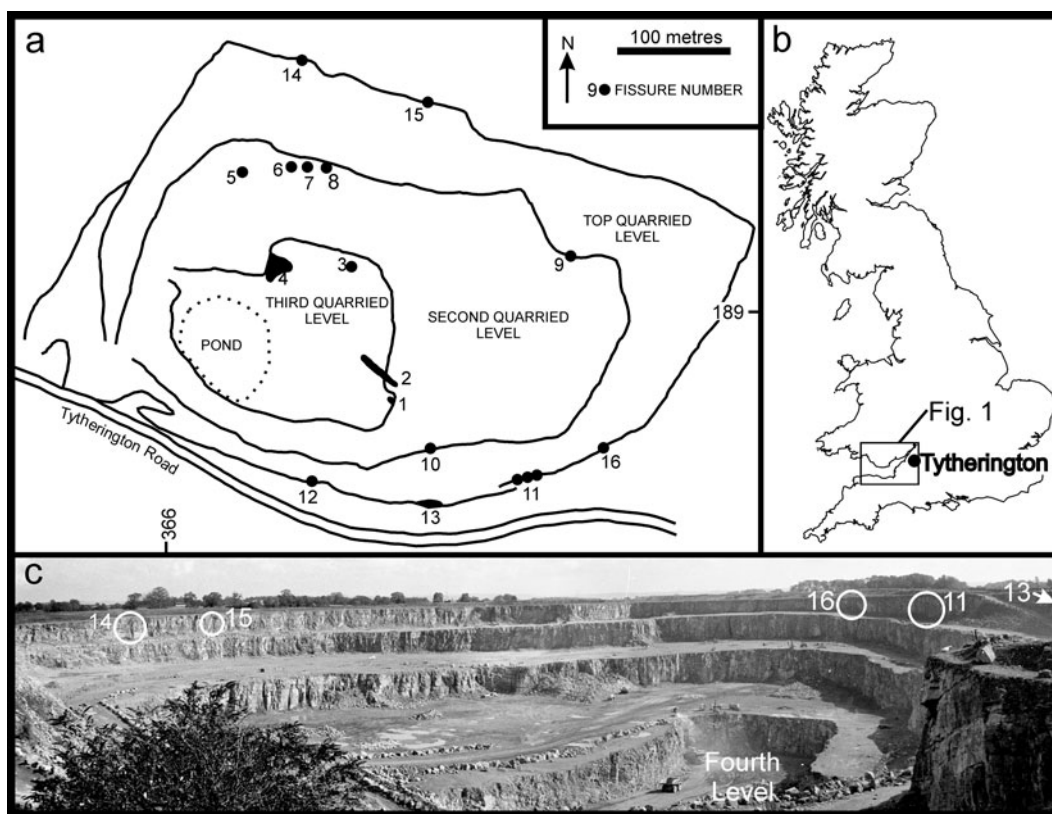 a
100 metres
N
9 FISSURE NUMBER
14
15
5
6
7
8
TOP QUARRIED
LEVEL
9
3
4
THIRD QUARRIED
LEVEL
SECOND QUARRIED
LEVEL
189
POND
2
1
Tytherington Road
10
16
12
13
11
366
b
Fig. 1
Tytherington
c
14
15
16
11
13
Fourth
Level